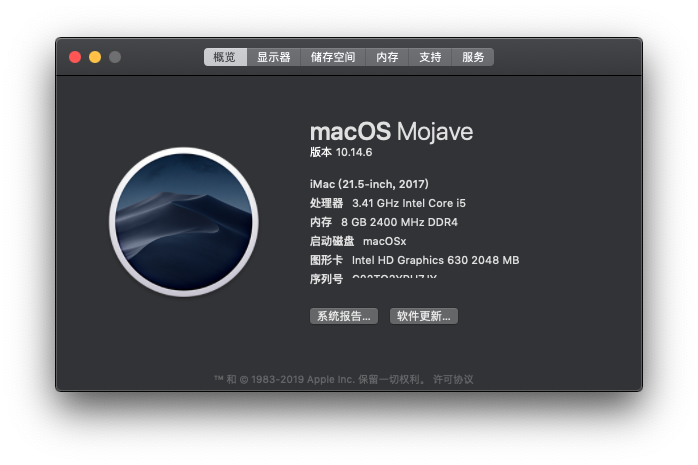 概览 显示器 储存空间 内存 支持 服务
macOS Mojave
版本 10.14.6
iMac (21.5-inch, 2017)
处理器 3.41 GHz Intel Core i5
内存 8 GB 2400 MHz DDR4
启动磁盘 macOSx
图形卡 Intel HD Graphics 630 2048 MB
序列号
系统报告... 软件更新...
™ 和 © 1983-2019 Apple Inc. 保留一切权利。 许可协议